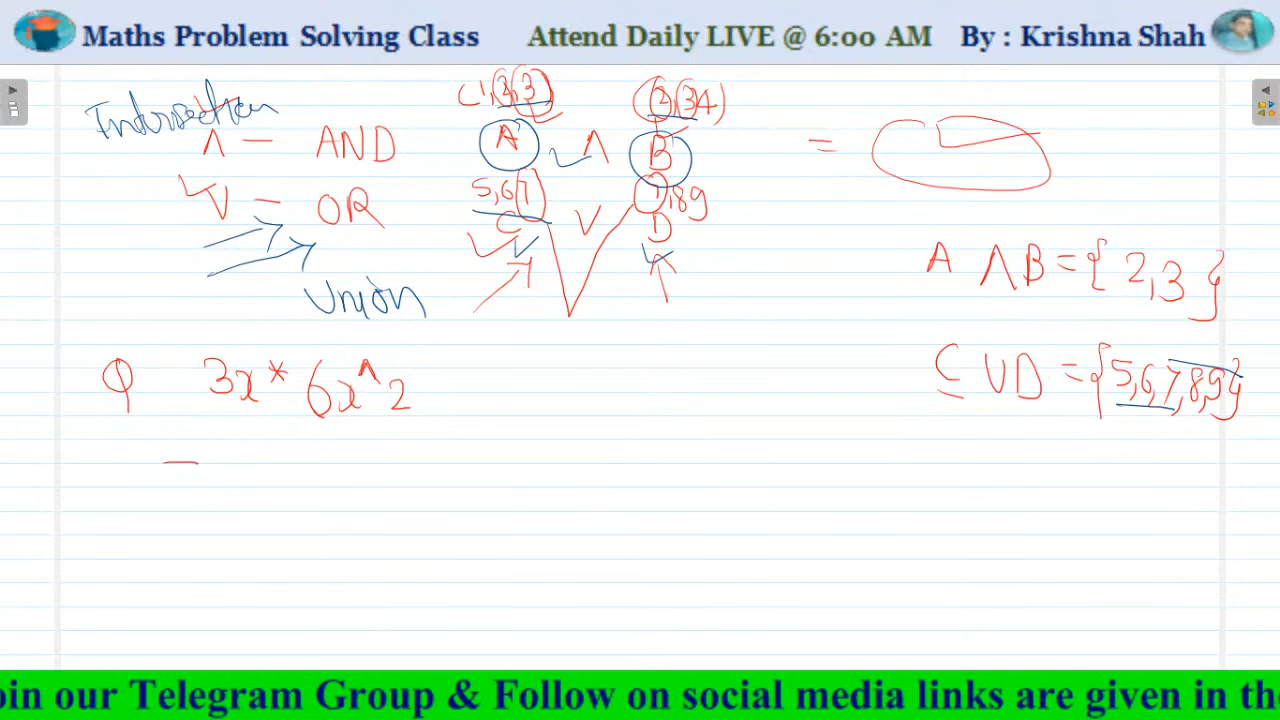 Maths Problem Solving Class Attend Daily LIVE @ 6:00 AM By : Krishna Shah
Intersection
(1,2,3) (2,3,4)
∧ — AND A ∧ B =
5,6,7 7,8,9
∨ — OR C ∨ D
A ∧ B = {2,3}
Union
Q 3x * 6x^2
C ∪ D = {5,6,7,8,9}
oin our Telegram Group & Follow on social media links are given in the